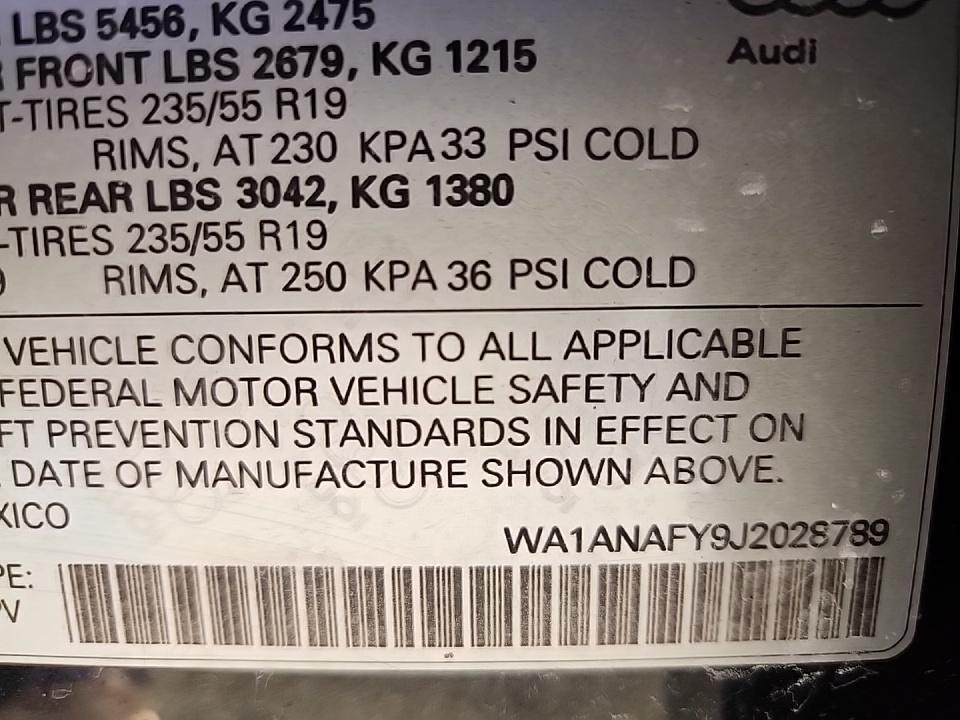 LBS 5456, KG 2475
Audi
FRONT LBS 2679, KG 1215
T-TIRES 235/55 R19
RIMS, AT 230 KPA 33 PSI COLD
R REAR LBS 3042, KG 1380
-TIRES 235/55 R19
RIMS, AT 250 KPA 36 PSI COLD
VEHICLE CONFORMS TO ALL APPLICABLE
FEDERAL MOTOR VEHICLE SAFETY AND
FT PREVENTION STANDARDS IN EFFECT ON
DATE OF MANUFACTURE SHOWN ABOVE.
XICO
WA1ANAFY9J2028789
PE:
PV